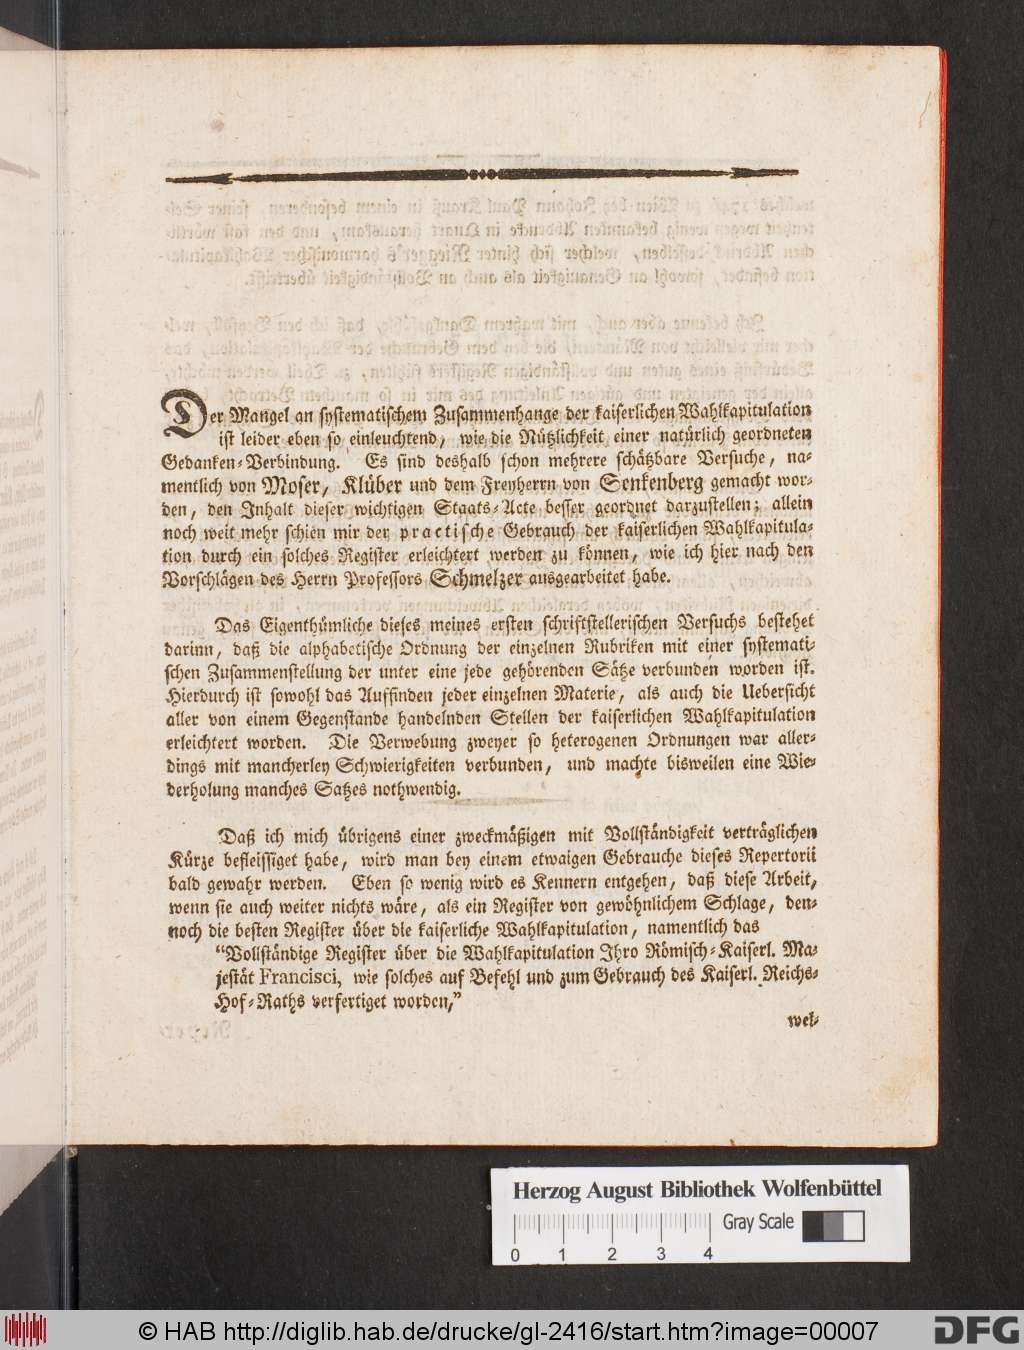 Der Mangel an systematischem Zusammenhange der kaiserlichen Wahlkapitulation
ist leider eben so einleuchtend, wie die Nützlichkeit einer natürlich geordneten
Gedanken-Verbindung. Es sind deshalb schon mehrere schätzbare Versuche, na-
mentlich von Moser, Klüber und dem Freyherrn von Senkenberg gemacht wor-
den, den Inhalt dieser wichtigen Staats-Acte besser geordnet darzustellen; allein
noch weit mehr schien mir der practische Gebrauch der kaiserlichen Wahlkapitula-
tion durch ein solches Register erleichtert werden zu können, wie ich hier nach den
Vorschlägen des Herrn Professors Schmelzer ausgearbeitet habe.
Das Eigenthümliche dieses meines ersten schriftstellerischen Versuchs bestehet
darinn, daß die alphabetische Ordnung der einzelnen Rubriken mit einer systemati-
schen Zusammenstellung der unter eine jede gehörenden Sätze verbunden worden ist.
Hierdurch ist sowohl das Auffinden jeder einzelnen Materie, als auch die Uebersicht
aller von einem Gegenstande handelnden Stellen der kaiserlichen Wahlkapitulation
erleichtert worden. Die Verwebung zweyer so heterogenen Ordnungen war aller-
dings mit mancherley Schwierigkeiten verbunden, und machte bisweilen eine Wie-
derholung manches Satzes nothwendig.
Daß ich mich übrigens einer zweckmäßigen mit Vollständigkeit verträglichen
Kürze befleissiget habe, wird man bey einem etwaigen Gebrauche dieses Repertorii
bald gewahr werden. Eben so wenig wird es Kennern entgehen, daß diese Arbeit,
wenn sie auch weiter nichts wäre, als ein Register von gewöhnlichem Schlage, den-
noch die besten Register über die kaiserliche Wahlkapitulation, namentlich das
“Vollständige Register über die Wahlkapitulation Ihro Römisch-Kaiserl. Ma-
jestät Francisci, wie solches auf Befehl und zum Gebrauch des Kaiserl. Reichs-
Hof-Raths verfertiget worden,”
wel-
Herzog August Bibliothek Wolfenbüttel
Gray Scale
0 1 2 3 4
© HAB http://diglib.hab.de/drucke/gl-2416/start.htm?image=00007
DFG